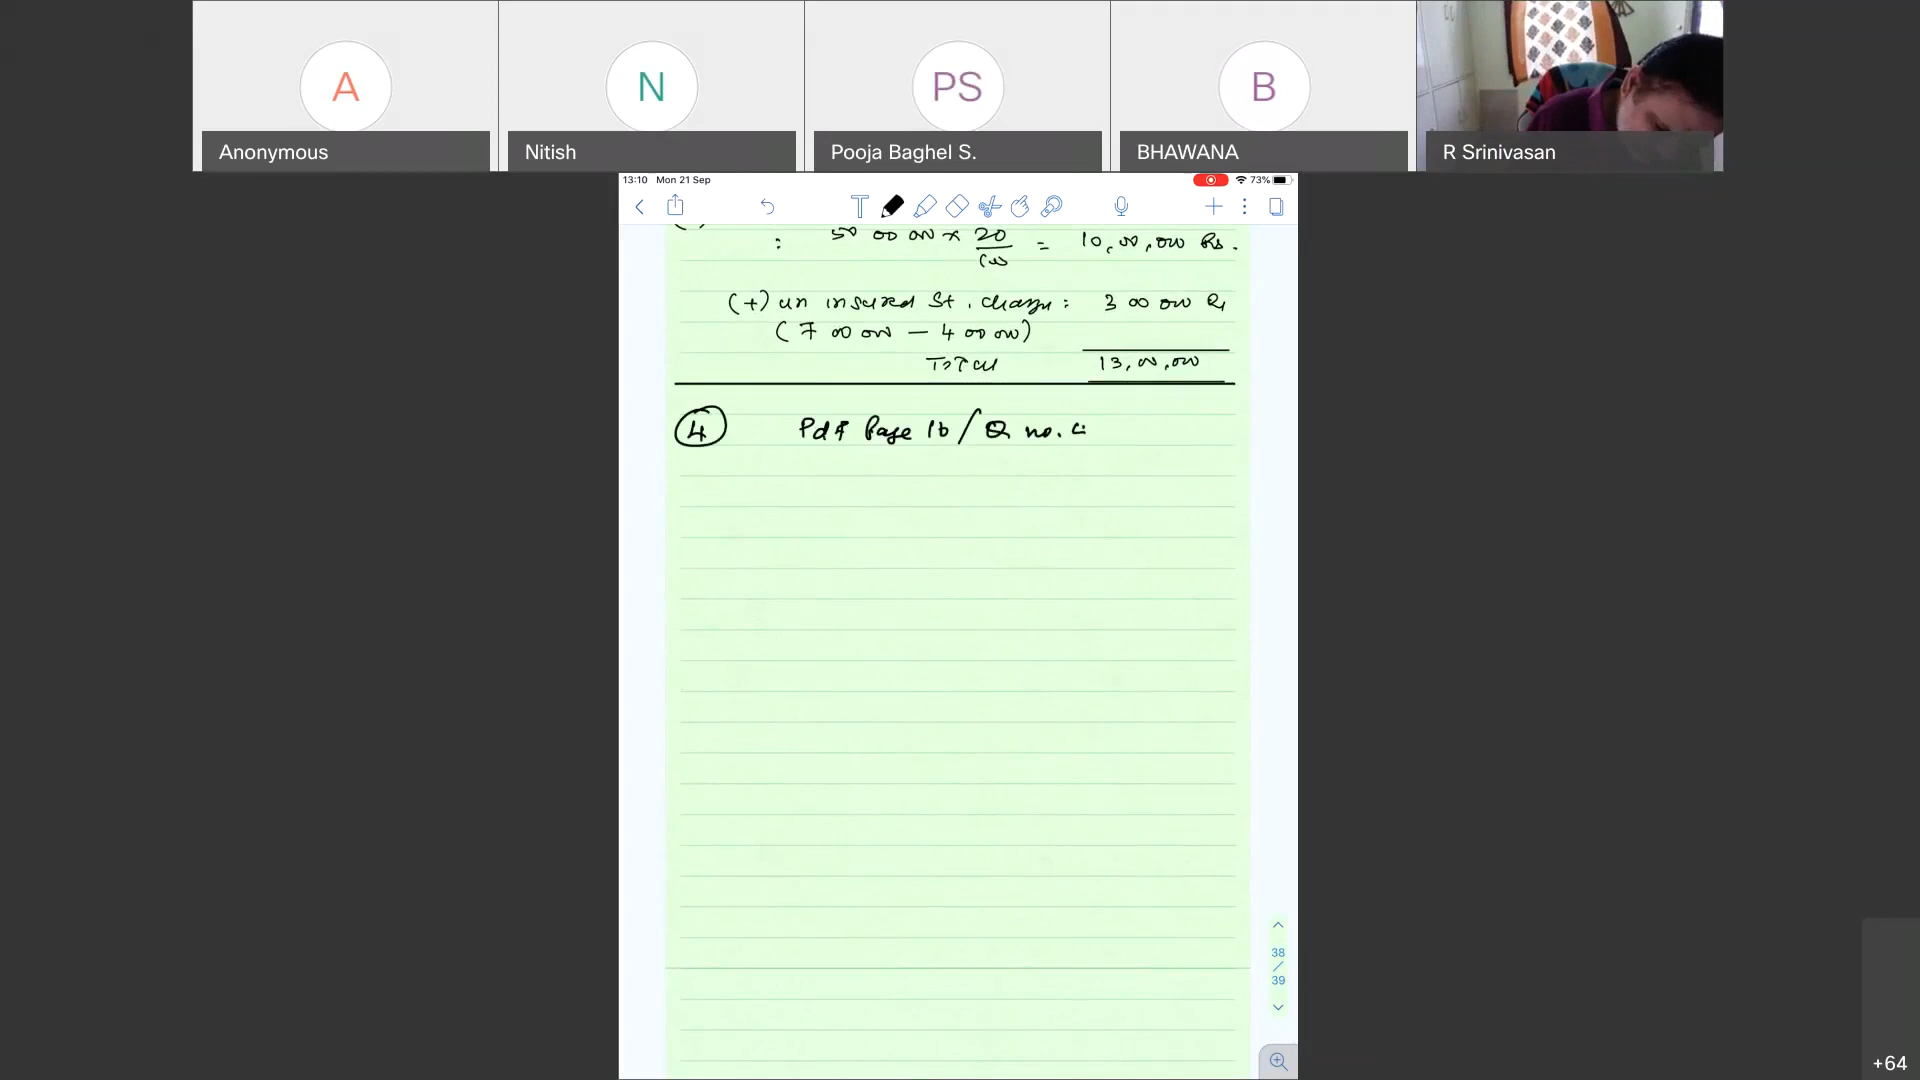 A
N
PS
B
Anonymous
Nitish
Pooja Baghel S.
BHAWANA
R Srinivasan
13:10 Mon 21 Sep
73%
T
: 50 00 000 x 20 = 10,00,000 Rs.
100
(+) un insured St. charge : 3 00 000 Rs
(7 00 000 — 4 00 000)
Total 13,00,000
4 Pdf Page 16 / Q no. 4
38
/
39
+64